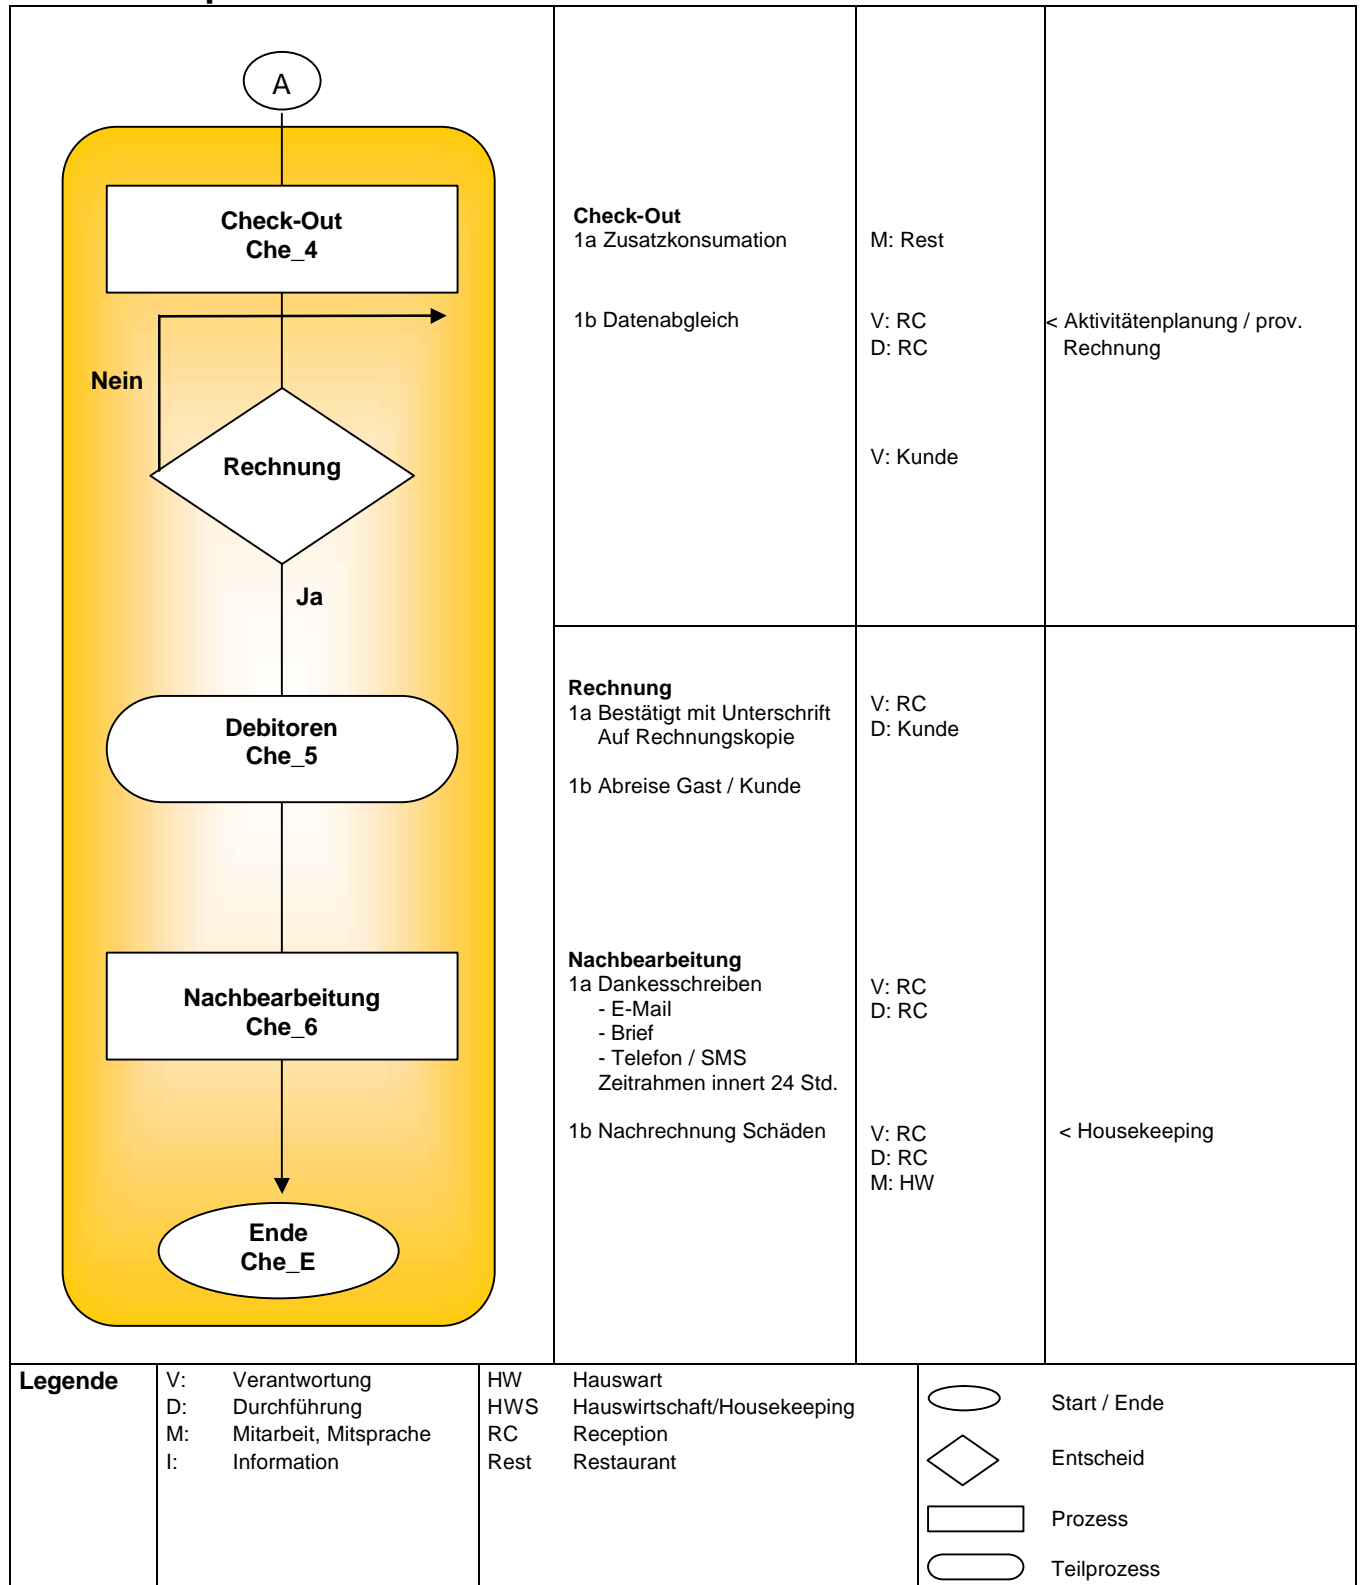 A
Check-Out
Che_4
Nein
Rechnung
Ja
Debitoren
Che_5
Nachbearbeitung
Che_6
Ende
Che_E
Check-Out
1a Zusatzkonsumation
M: Rest
1b Datenabgleich
V: RC
< Aktivitätenplanung / prov.
D: RC
Rechnung
V: Kunde
Rechnung
1a Bestätigt mit Unterschrift
Auf Rechnungskopie
V: RC
D: Kunde
1b Abreise Gast / Kunde
Nachbearbeitung
1a Dankesschreiben
- E-Mail
- Brief
- Telefon / SMS
Zeitrahmen innert 24 Std.
V: RC
D: RC
1b Nachrechnung Schäden
V: RC
D: RC
M: HW
< Housekeeping
Legende
V: Verantwortung
D: Durchführung
M: Mitarbeit, Mitsprache
I: Information
HW Hauswart
HWS Hauswirtschaft/Housekeeping
RC Reception
Rest Restaurant
Start / Ende
Entscheid
Prozess
Teilprozess